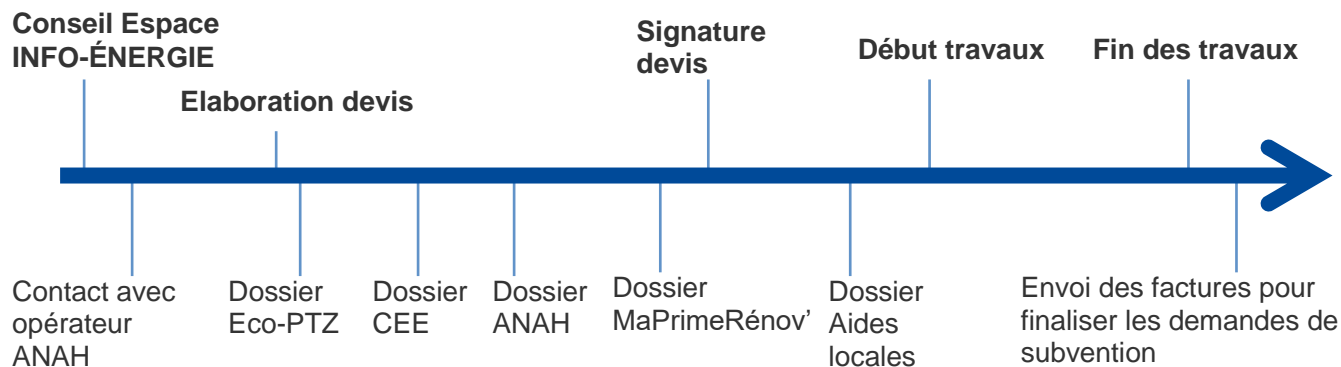 Conseil Espace
INFO-ÉNERGIE
Elaboration devis
Signature
devis
Début travaux
Fin des travaux
Contact avec
opérateur
ANAH
Dossier
Eco-PTZ
Dossier
CEE
Dossier
ANAH
Dossier
MaPrimeRénov’
Dossier
Aides
locales
Envoi des factures pour
finaliser les demandes de
subvention